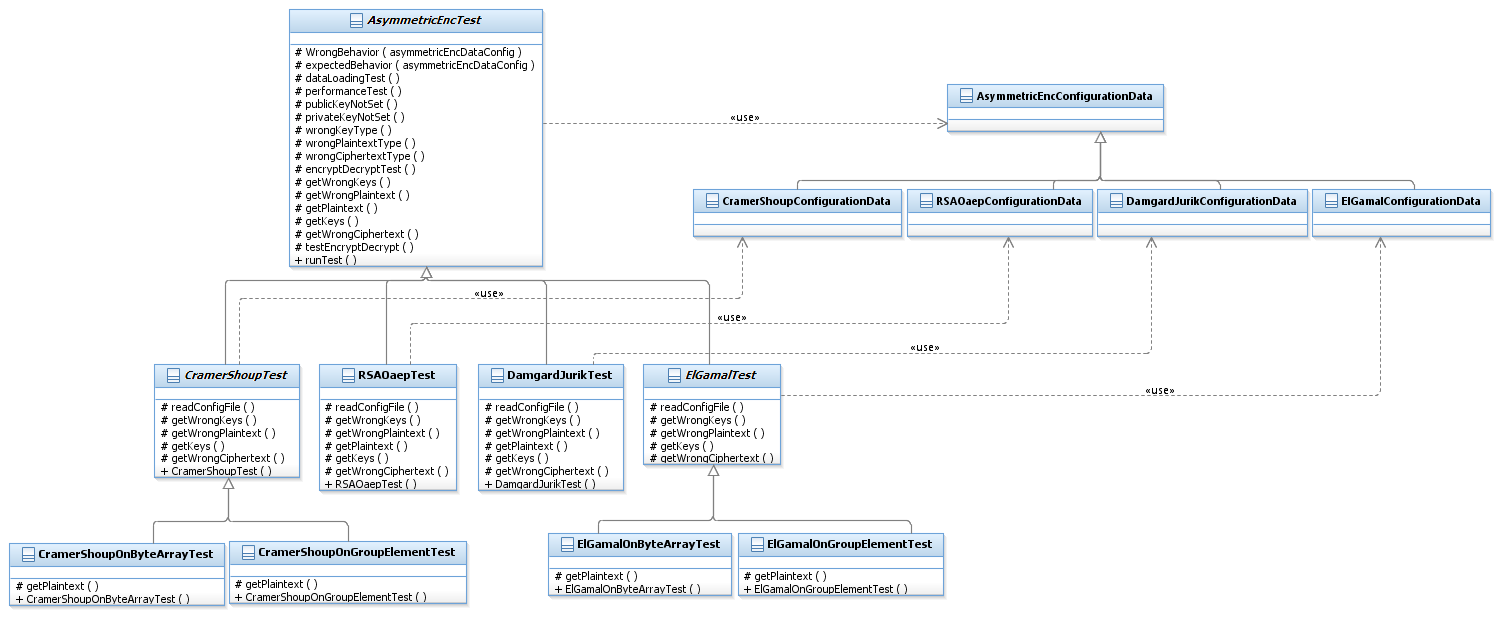 AsymmetricEncTest
# WrongBehavior ( asymmetricEncDataConfig )
# expectedBehavior ( asymmetricEncDataConfig )
# dataLoadingTest ( )
# performanceTest ( )
# publicKeyNotSet ( )
# privateKeyNotSet ( )
# wrongKeyType ( )
# wrongPlaintextType ( )
# wrongCiphertextType ( )
# encryptDecryptTest ( )
# getWrongKeys ( )
# getWrongPlaintext ( )
# getPlaintext ( )
# getKeys ( )
# getWrongCiphertext ( )
# testEncryptDecrypt ( )
+ runTest ( )
«use»
AsymmetricEncConfigurationData
CramerShoupConfigurationData
RSAOaepConfigurationData
DamgardJurikConfigurationData
ElGamalConfigurationData
«use»
«use»
«use»
«use»
CramerShoupTest
# readConfigFile ( )
# getWrongKeys ( )
# getWrongPlaintext ( )
# getKeys ( )
# getWrongCiphertext ( )
+ CramerShoupTest ( )
RSAOaepTest
# readConfigFile ( )
# getWrongKeys ( )
# getWrongPlaintext ( )
# getPlaintext ( )
# getKeys ( )
# getWrongCiphertext ( )
+ RSAOaepTest ( )
DamgardJurikTest
# readConfigFile ( )
# getWrongKeys ( )
# getWrongPlaintext ( )
# getPlaintext ( )
# getKeys ( )
# getWrongCiphertext ( )
+ DamgardJurikTest ( )
ElGamalTest
# readConfigFile ( )
# getWrongKeys ( )
# getWrongPlaintext ( )
# getKeys ( )
# getWrongCiphertext ( )
CramerShoupOnByteArrayTest
# getPlaintext ( )
+ CramerShoupOnByteArrayTest ( )
CramerShoupOnGroupElementTest
# getPlaintext ( )
+ CramerShoupOnGroupElementTest ( )
ElGamalOnByteArrayTest
# getPlaintext ( )
+ ElGamalOnByteArrayTest ( )
ElGamalOnGroupElementTest
# getPlaintext ( )
+ ElGamalOnGroupElementTest ( )